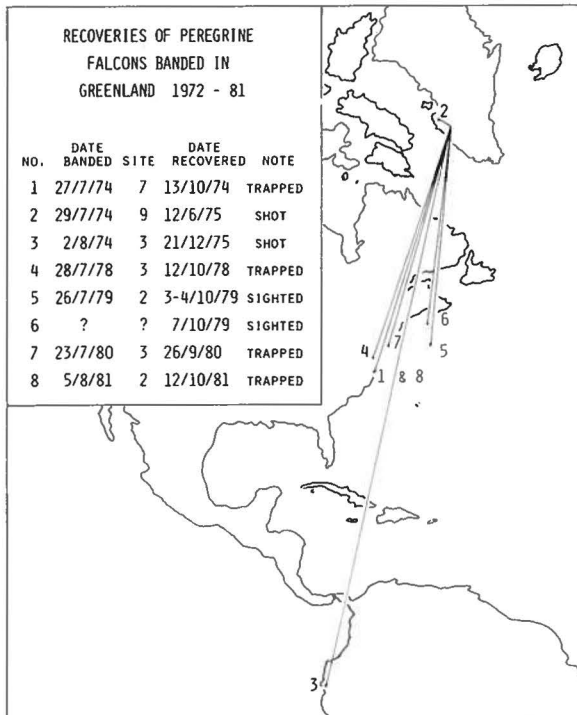 RECOVERIES OF PEREGRINE
FALCONS BANDED IN
GREENLAND 1972 - 81
DATE DATE
NO. BANDED SITE RECOVERED NOTE
1 27/7/74 7 13/10/74 TRAPPED
2 29/7/74 9 12/6/75 SHOT
3 2/8/74 3 21/12/75 SHOT
4 28/7/78 3 12/10/78 TRAPPED
5 26/7/79 2 3-4/10/79 SIGHTED
6 ? ? 7/10/79 SIGHTED
7 23/7/80 3 26/9/80 TRAPPED
8 5/8/81 2 12/10/81 TRAPPED
2
6
7
4 5
1 & 8
3